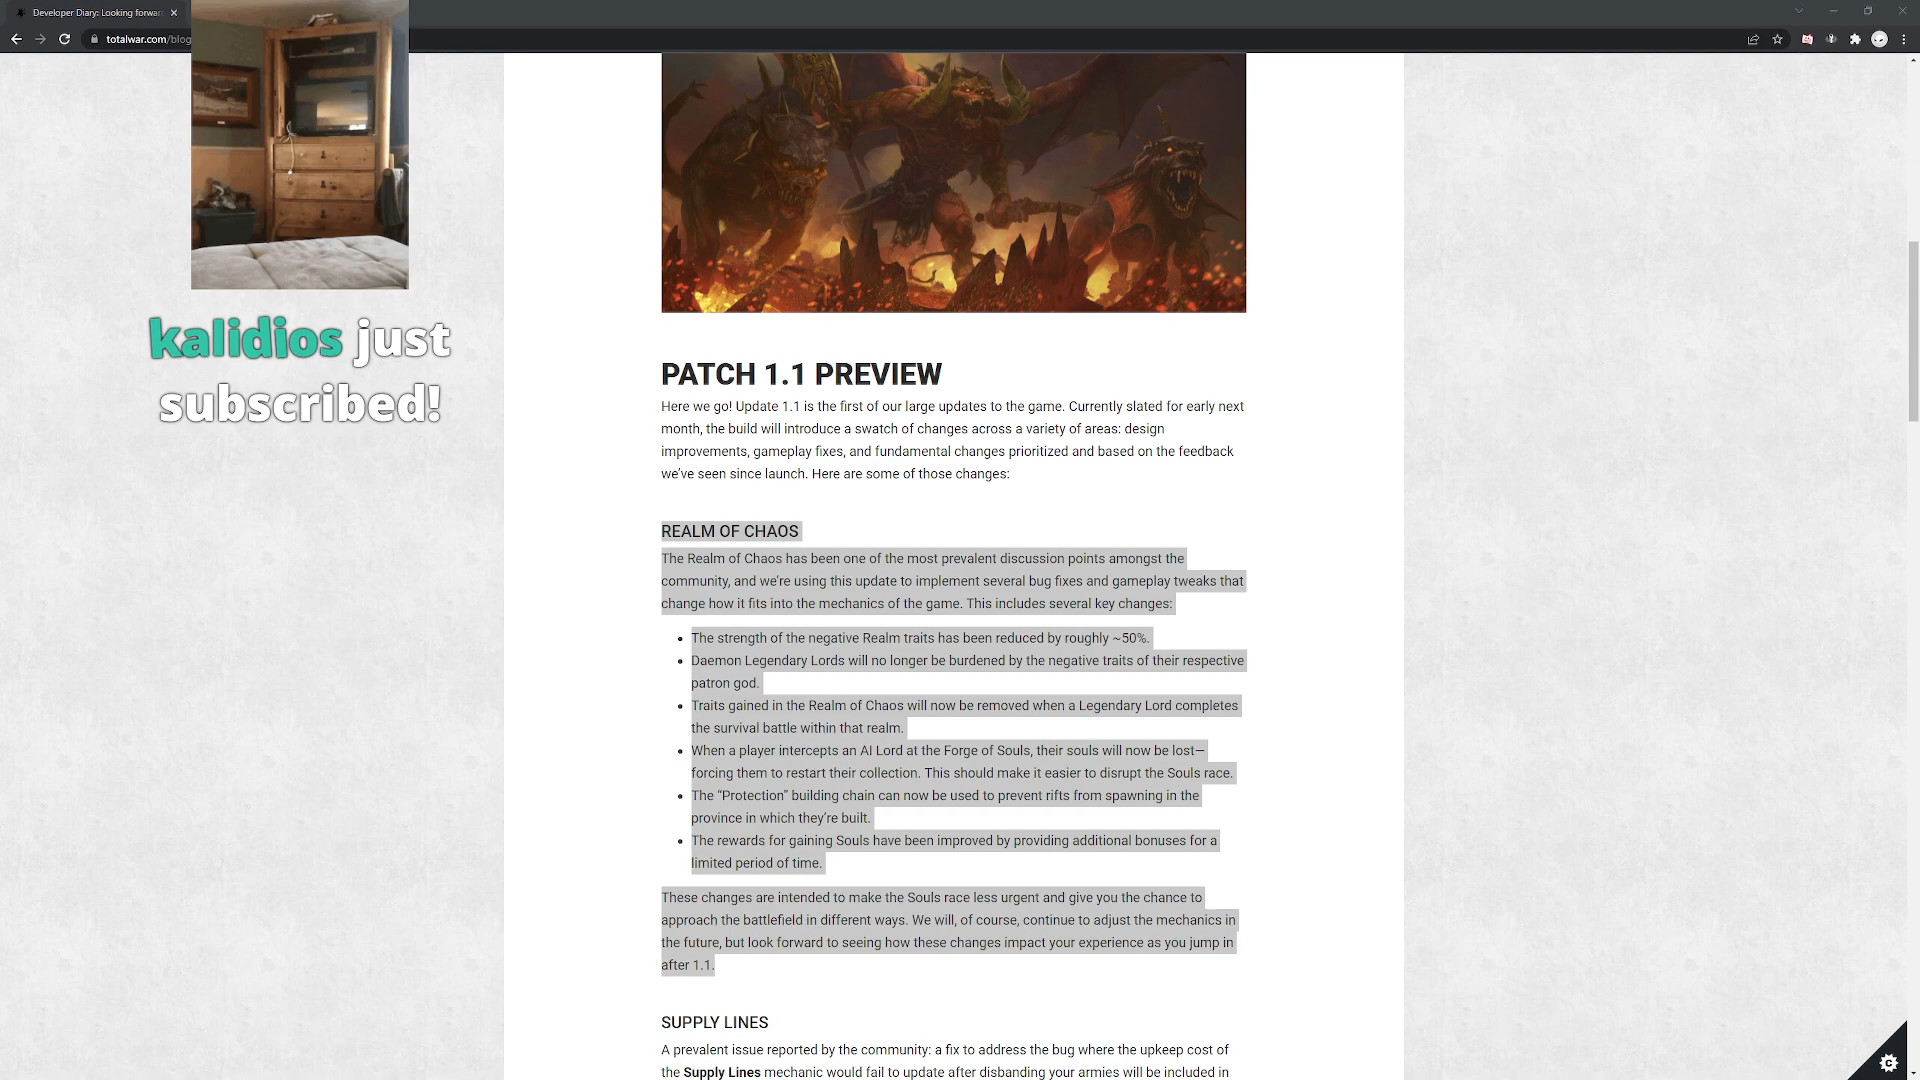 Developer Diary: Looking forwar
totalwar.com/blog
kalidios just
subscribed!
PATCH 1.1 PREVIEW
Here we go! Update 1.1 is the first of our large updates to the game. Currently slated for early next
month, the build will introduce a swatch of changes across a variety of areas: design
improvements, gameplay fixes, and fundamental changes prioritized and based on the feedback
we’ve seen since launch. Here are some of those changes:
REALM OF CHAOS
The Realm of Chaos has been one of the most prevalent discussion points amongst the
community, and we’re using this update to implement several bug fixes and gameplay tweaks that
change how it fits into the mechanics of the game. This includes several key changes:
• The strength of the negative Realm traits has been reduced by roughly ~50%.
• Daemon Legendary Lords will no longer be burdened by the negative traits of their respective
patron god.
• Traits gained in the Realm of Chaos will now be removed when a Legendary Lord completes
the survival battle within that realm.
• When a player intercepts an AI Lord at the Forge of Souls, their souls will now be lost—
forcing them to restart their collection. This should make it easier to disrupt the Souls race.
• The “Protection” building chain can now be used to prevent rifts from spawning in the
province in which they’re built.
• The rewards for gaining Souls have been improved by providing additional bonuses for a
limited period of time.
These changes are intended to make the Souls race less urgent and give you the chance to
approach the battlefield in different ways. We will, of course, continue to adjust the mechanics in
the future, but look forward to seeing how these changes impact your experience as you jump in
after 1.1.
SUPPLY LINES
A prevalent issue reported by the community: a fix to address the bug where the upkeep cost of
the Supply Lines mechanic would fail to update after disbanding your armies will be included in